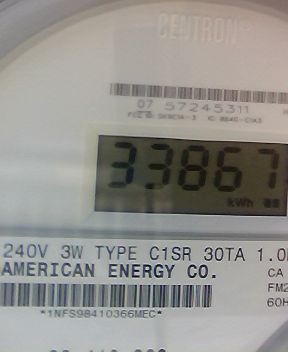 CENTRON®
07 57245311
33867
kWh
240V 3W TYPE C1SR 30TA 1.0
AMERICAN ENERGY CO.
CA
FM2
60H
*1NFS98410366MEC*